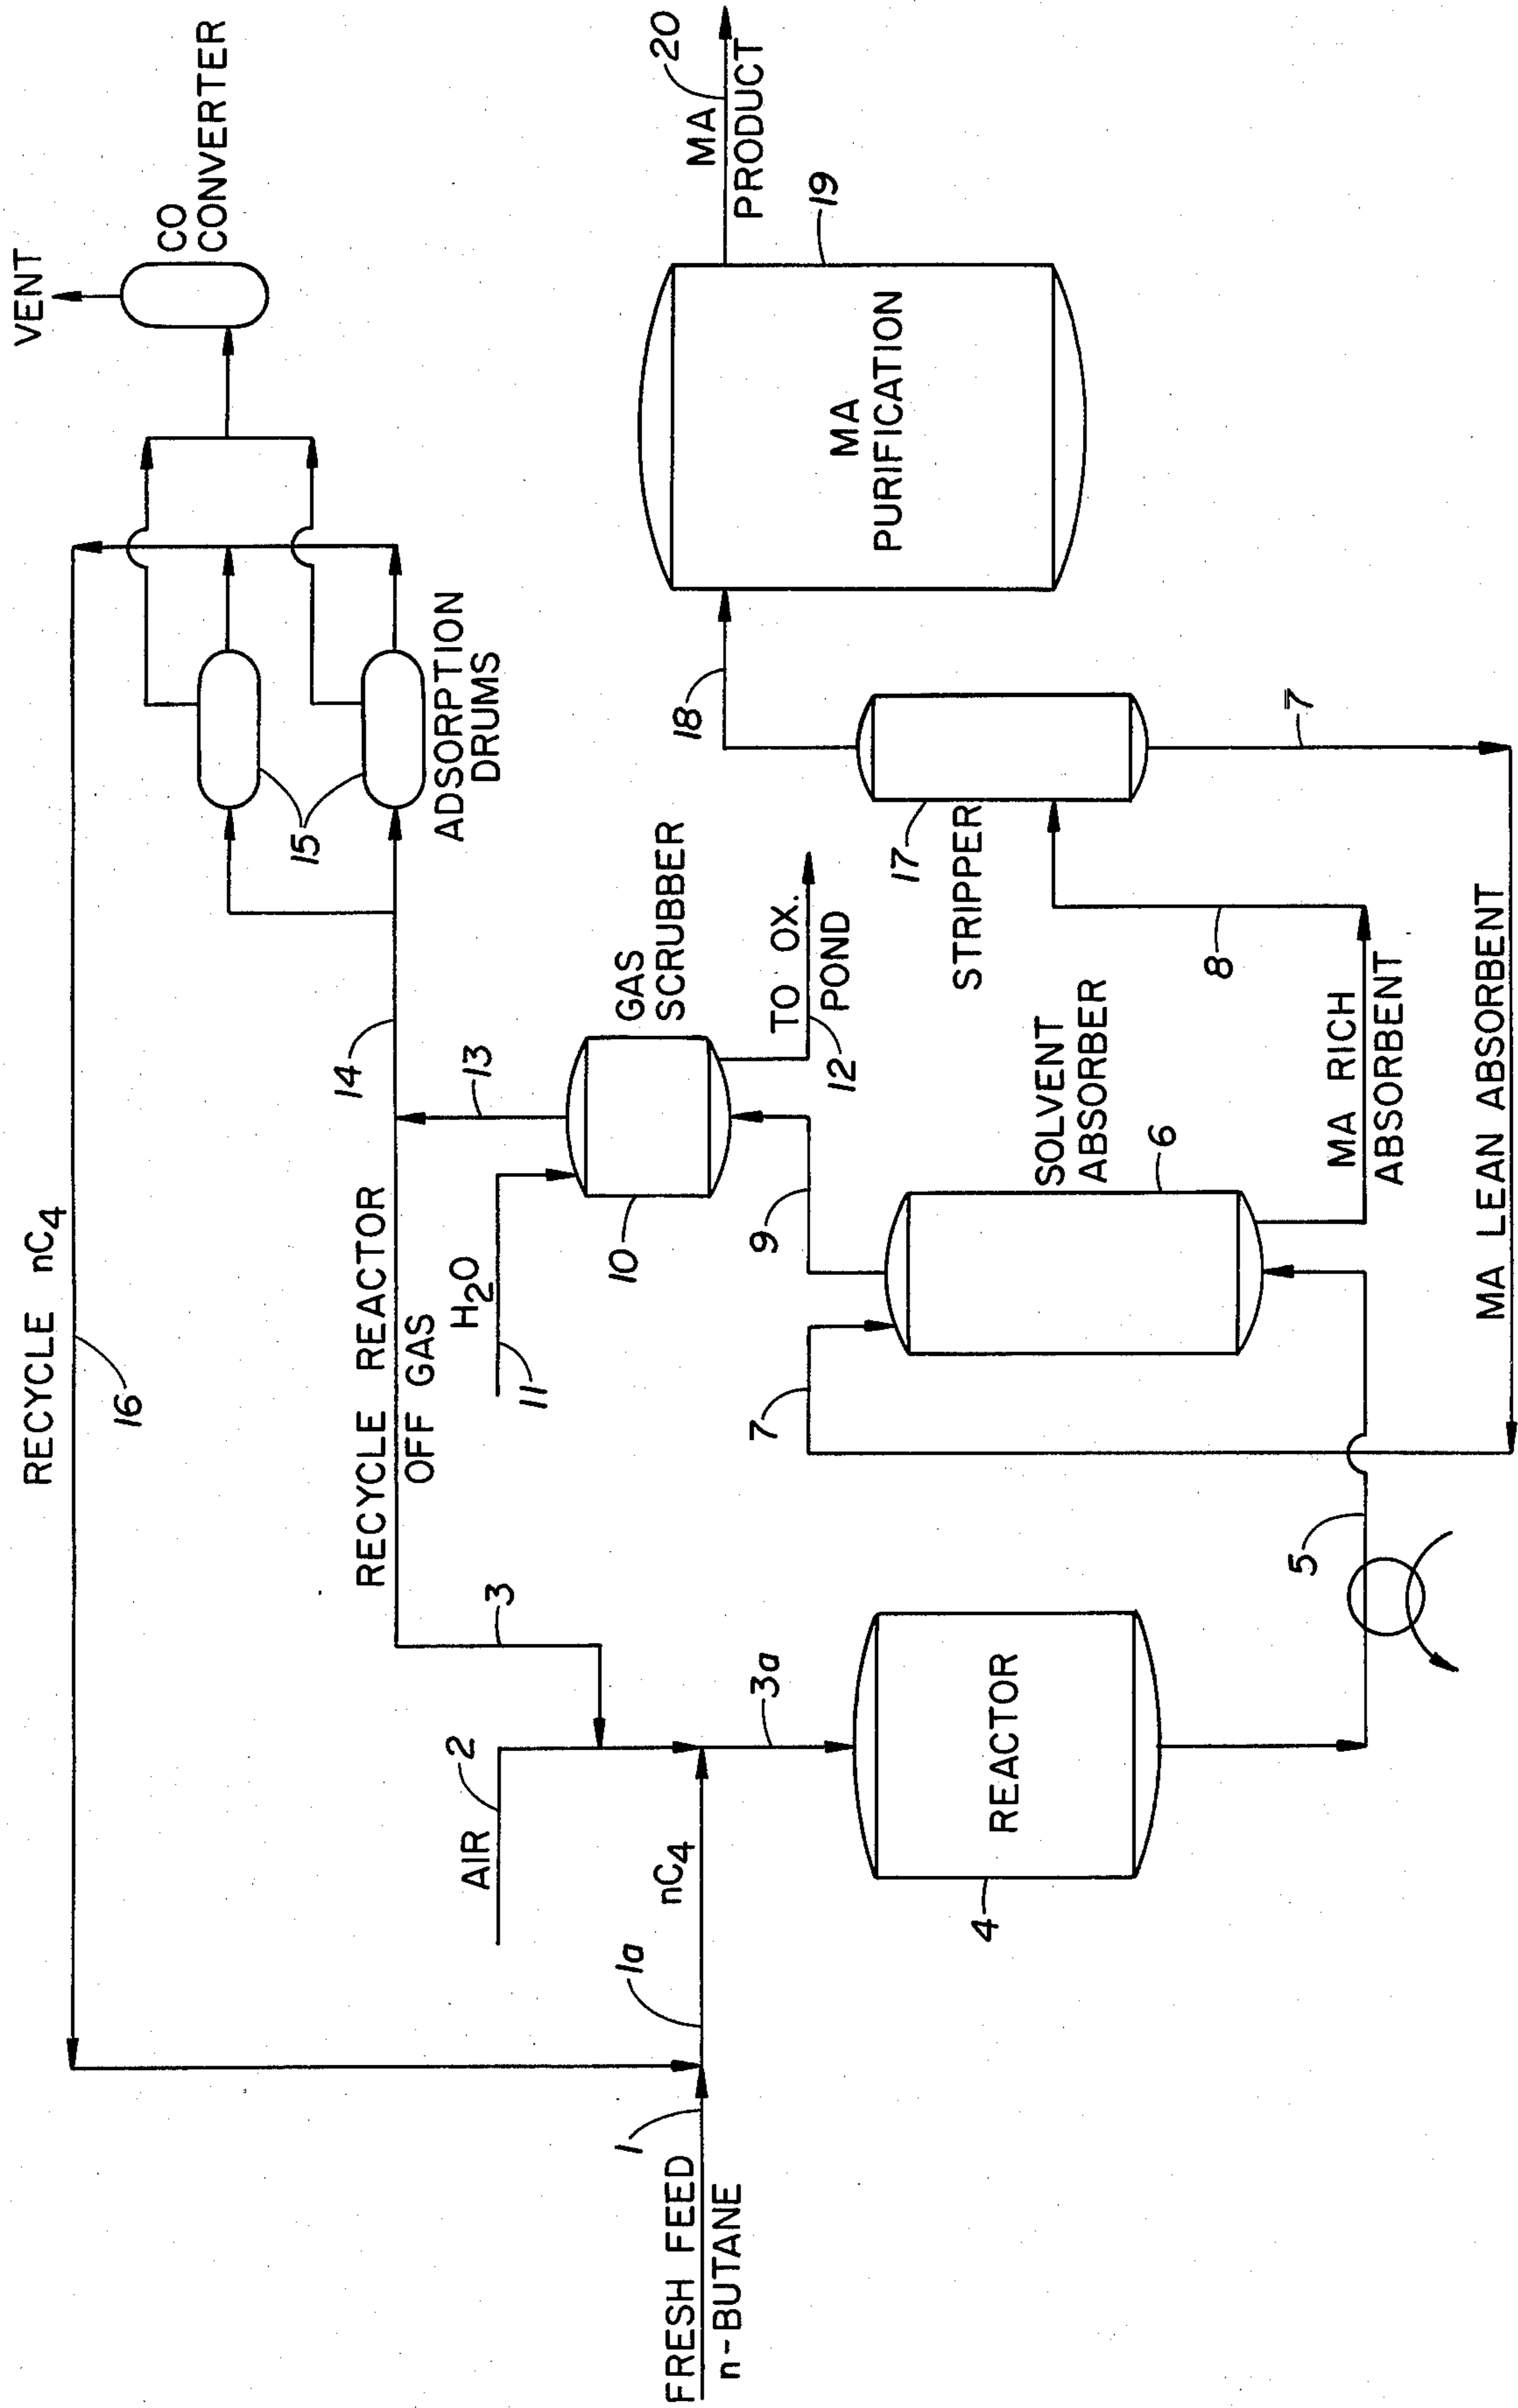 RECYCLE nC4
16
VENT
CO
CONVERTER
15
ADSORPTION
DRUMS
RECYCLE REACTOR
OFF GAS
14
13
3
AIR
2
H2O
11
10
GAS
SCRUBBER
TO OX.
POND
12
9
7
MA
PRODUCT
20
MA
PURIFICATION
19
18
STRIPPER
17
7
8
FRESH FEED
n-BUTANE
1
1a
nC4
3a
REACTOR
4
5
SOLVENT
ABSORBER
6
MA RICH
ABSORBENT
MA LEAN ABSORBENT